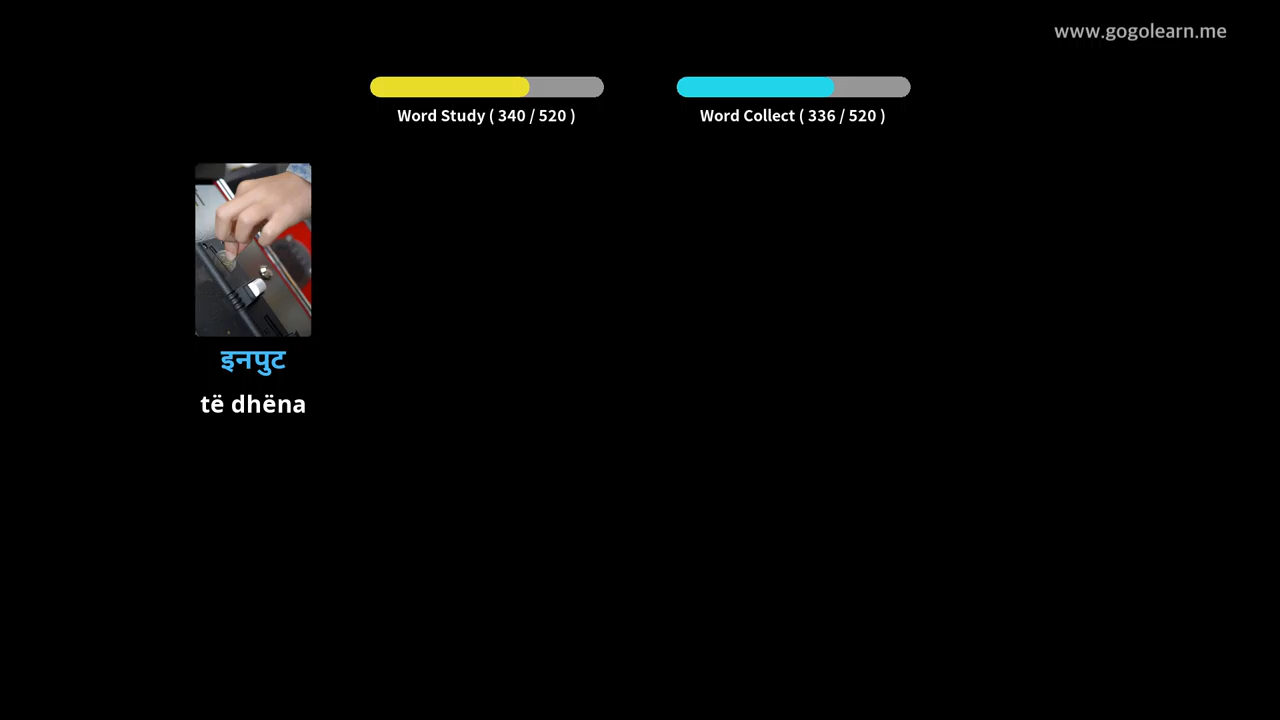 www.gogolearn.me
Word Study ( 340 / 520 )
Word Collect ( 336 / 520 )
इनपुट
të dhëna